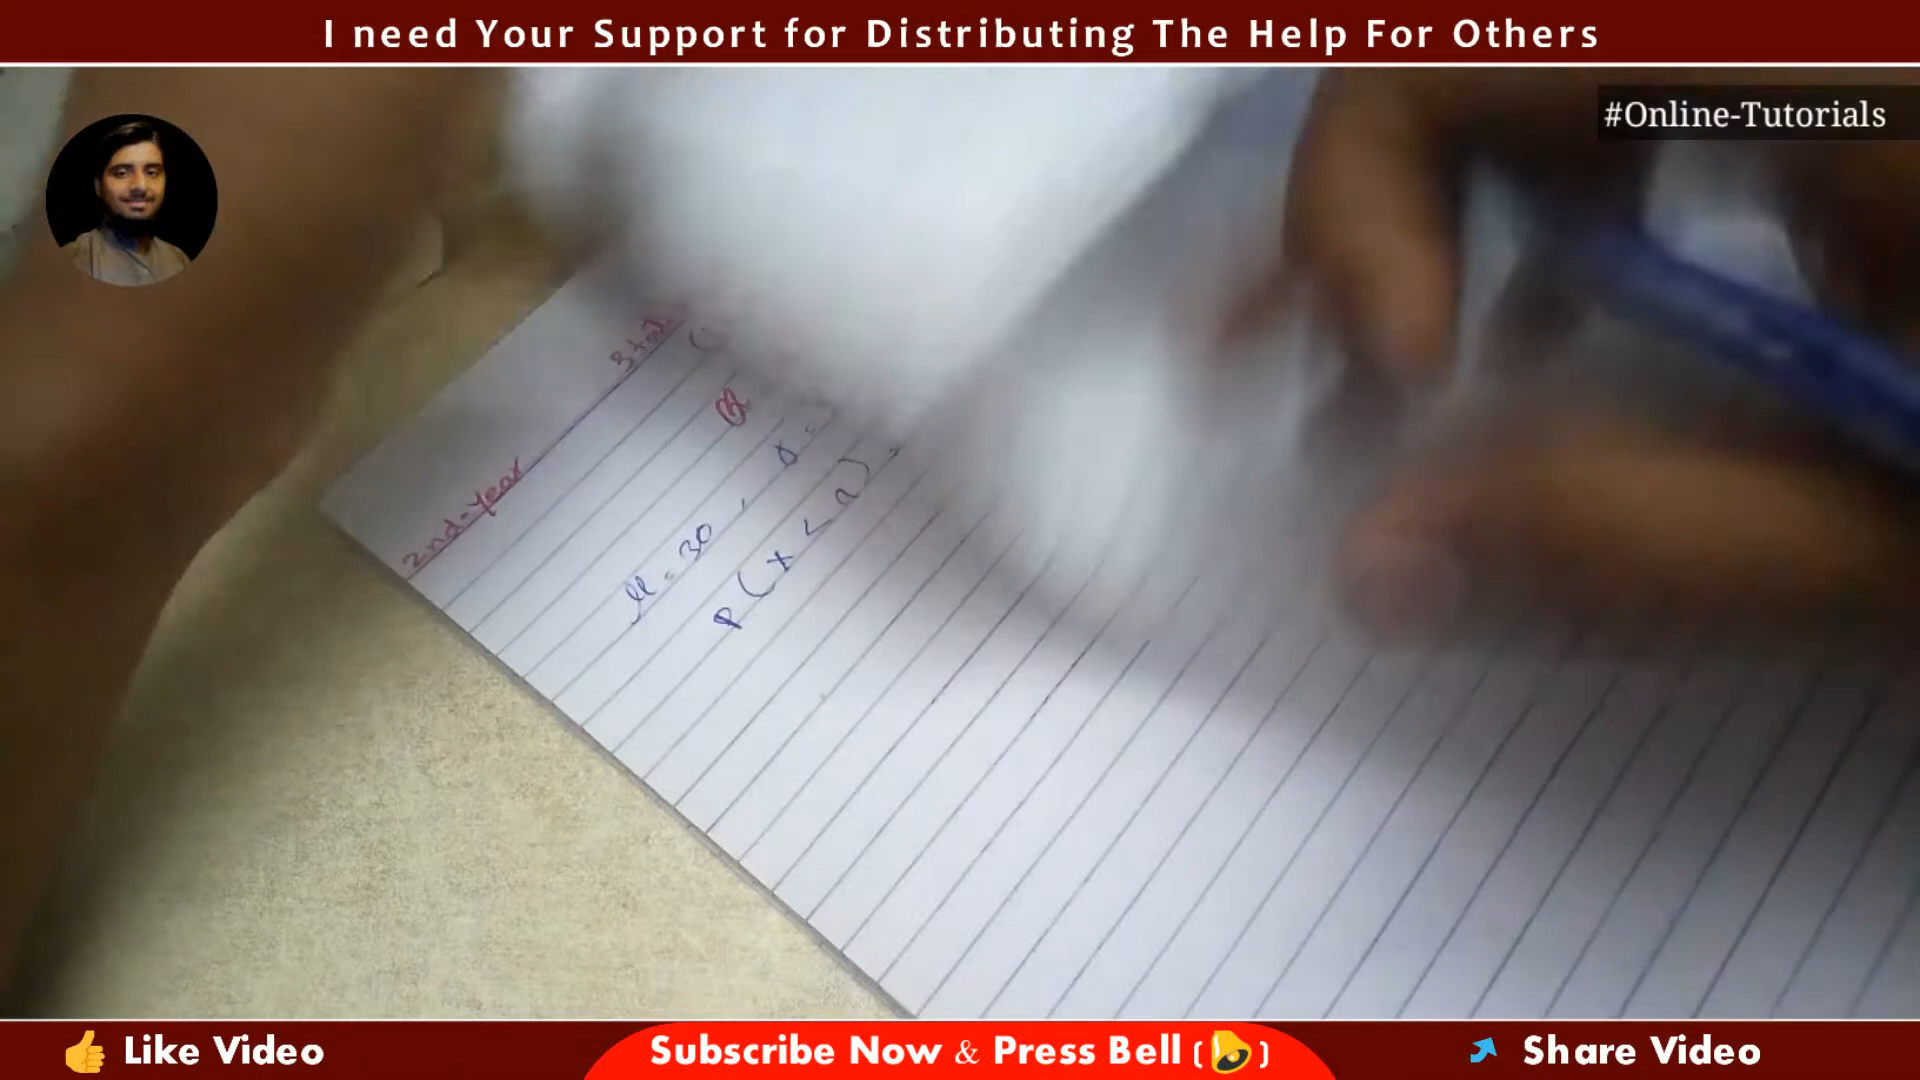 I need Your Support for Distributing The Help For Others
#Online-Tutorials
2nd-year Stat
Q
μ = 30 , σ =
P(x < a)
👍 Like Video
Subscribe Now & Press Bell (🔔)
Share Video